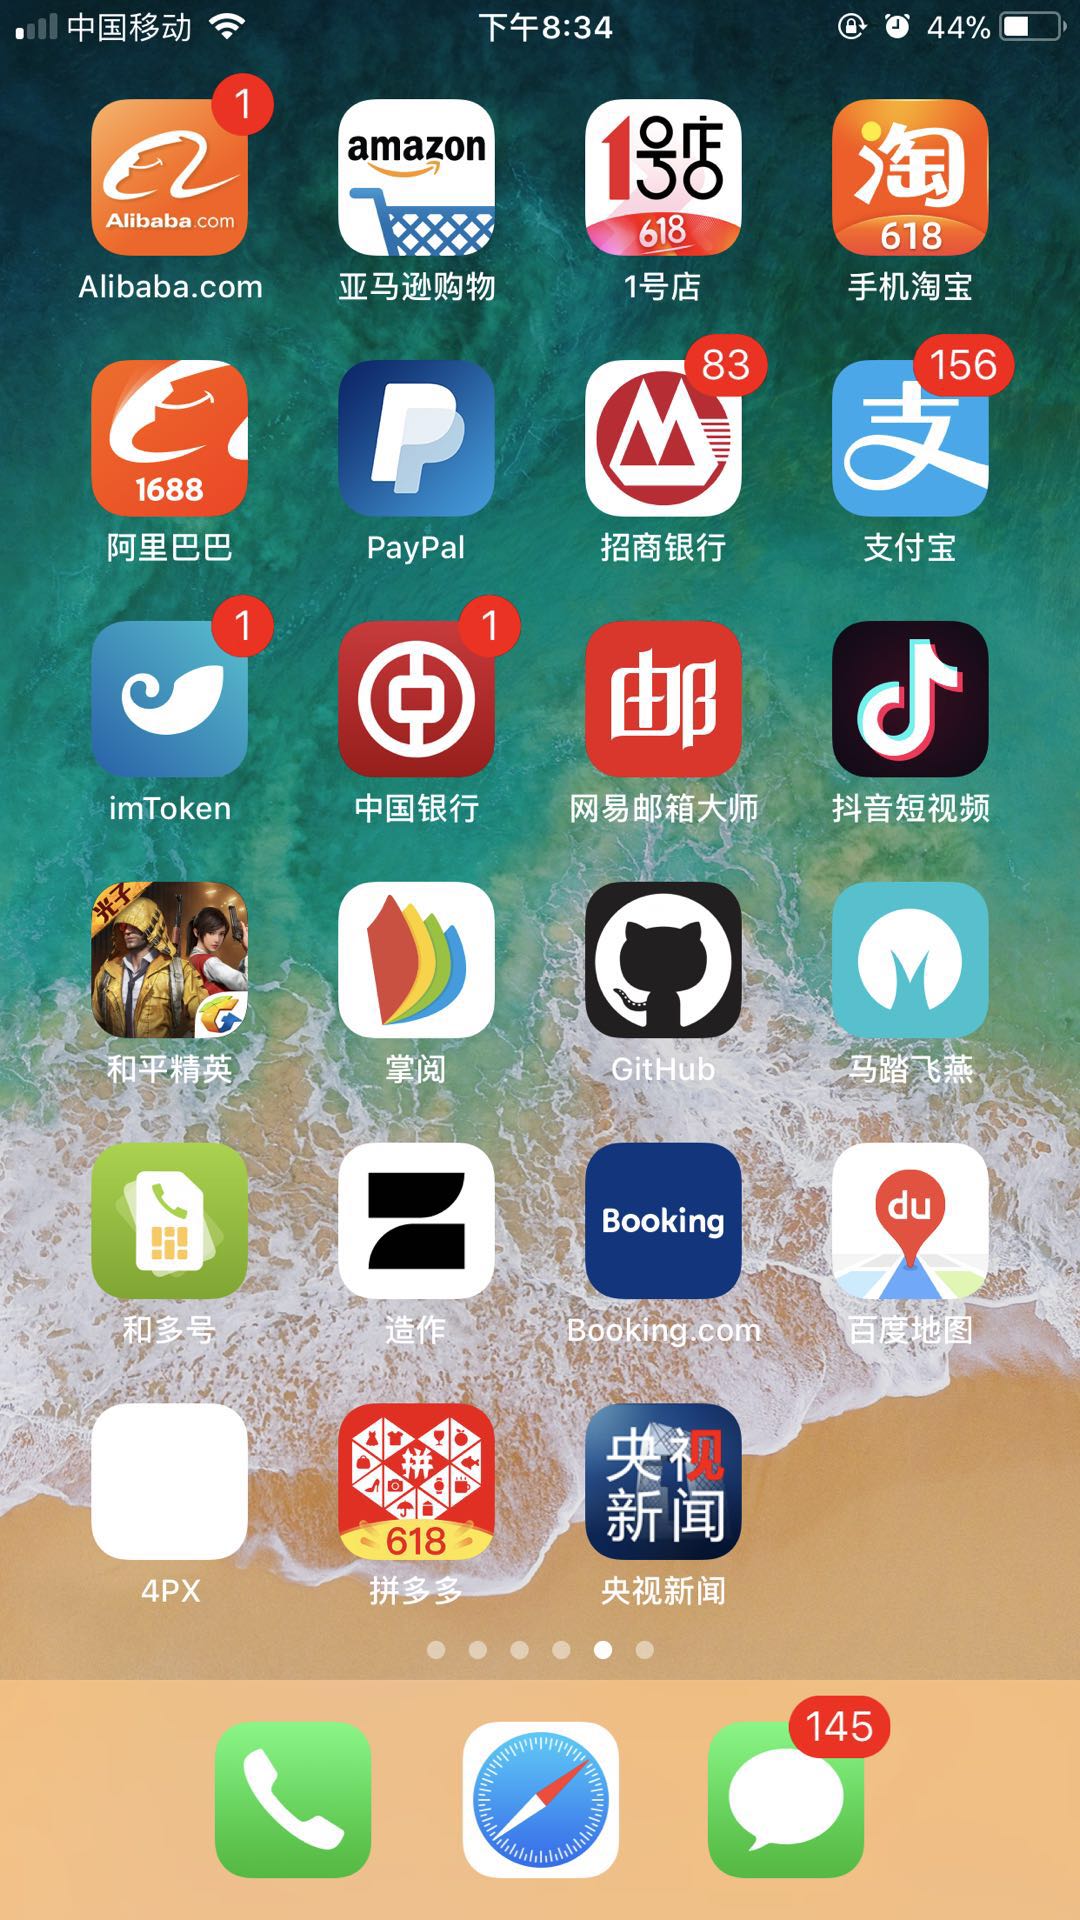 中国移动
下午8:34
44%
1
Alibaba.com
amazon
1号店
618
淘
618
Alibaba.com
亚马逊购物
1号店
手机淘宝
83
156
1688
支
阿里巴巴
PayPal
招商银行
支付宝
1
1
邮
imToken
中国银行
网易邮箱大师
抖音短视频
光子
和平精英
掌阅
GitHub
马踏飞燕
Booking
du
和多号
造作
Booking.com
百度地图
拼
618
央视
新闻
4PX
拼多多
央视新闻
145